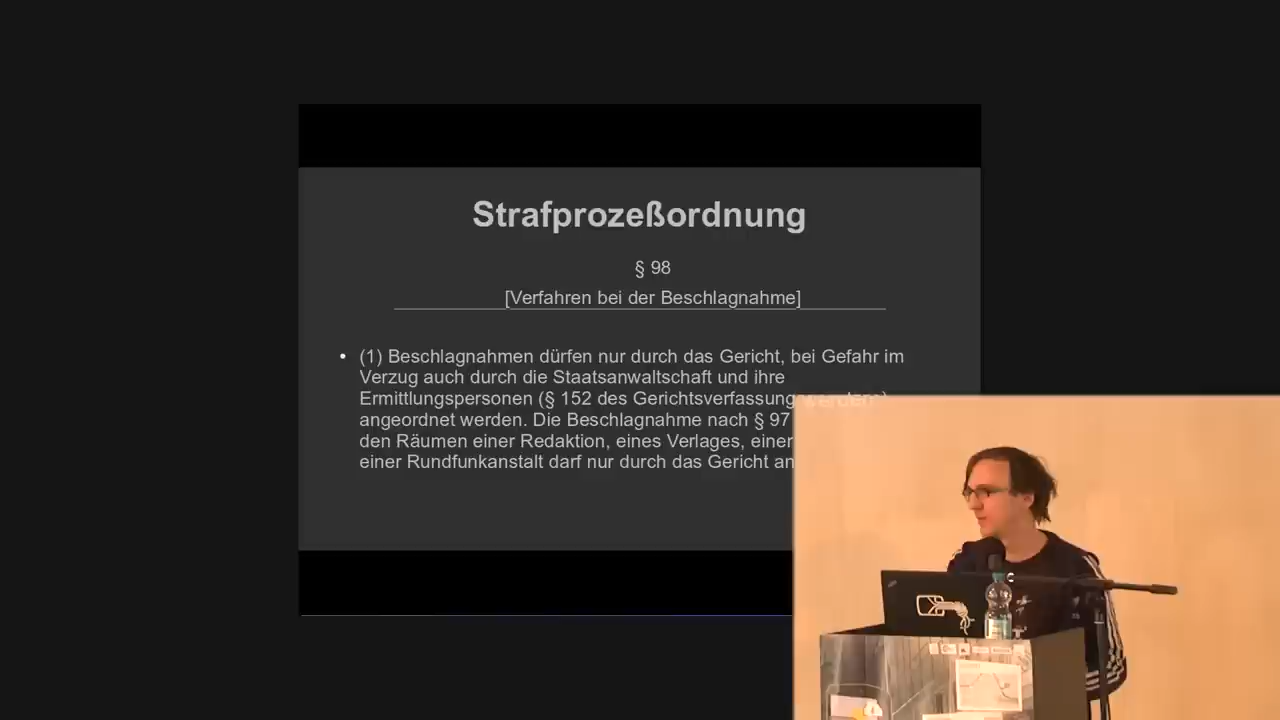 Strafprozeßordnung
§ 98
[Verfahren bei der Beschlagnahme]
• (1) Beschlagnahmen dürfen nur durch das Gericht, bei Gefahr im
Verzug auch durch die Staatsanwaltschaft und ihre
Ermittlungspersonen (§ 152 des Gerichtsverfassungsgesetzes)
angeordnet werden. Die Beschlagnahme nach § 97
den Räumen einer Redaktion, eines Verlages, einer
einer Rundfunkanstalt darf nur durch das Gericht an